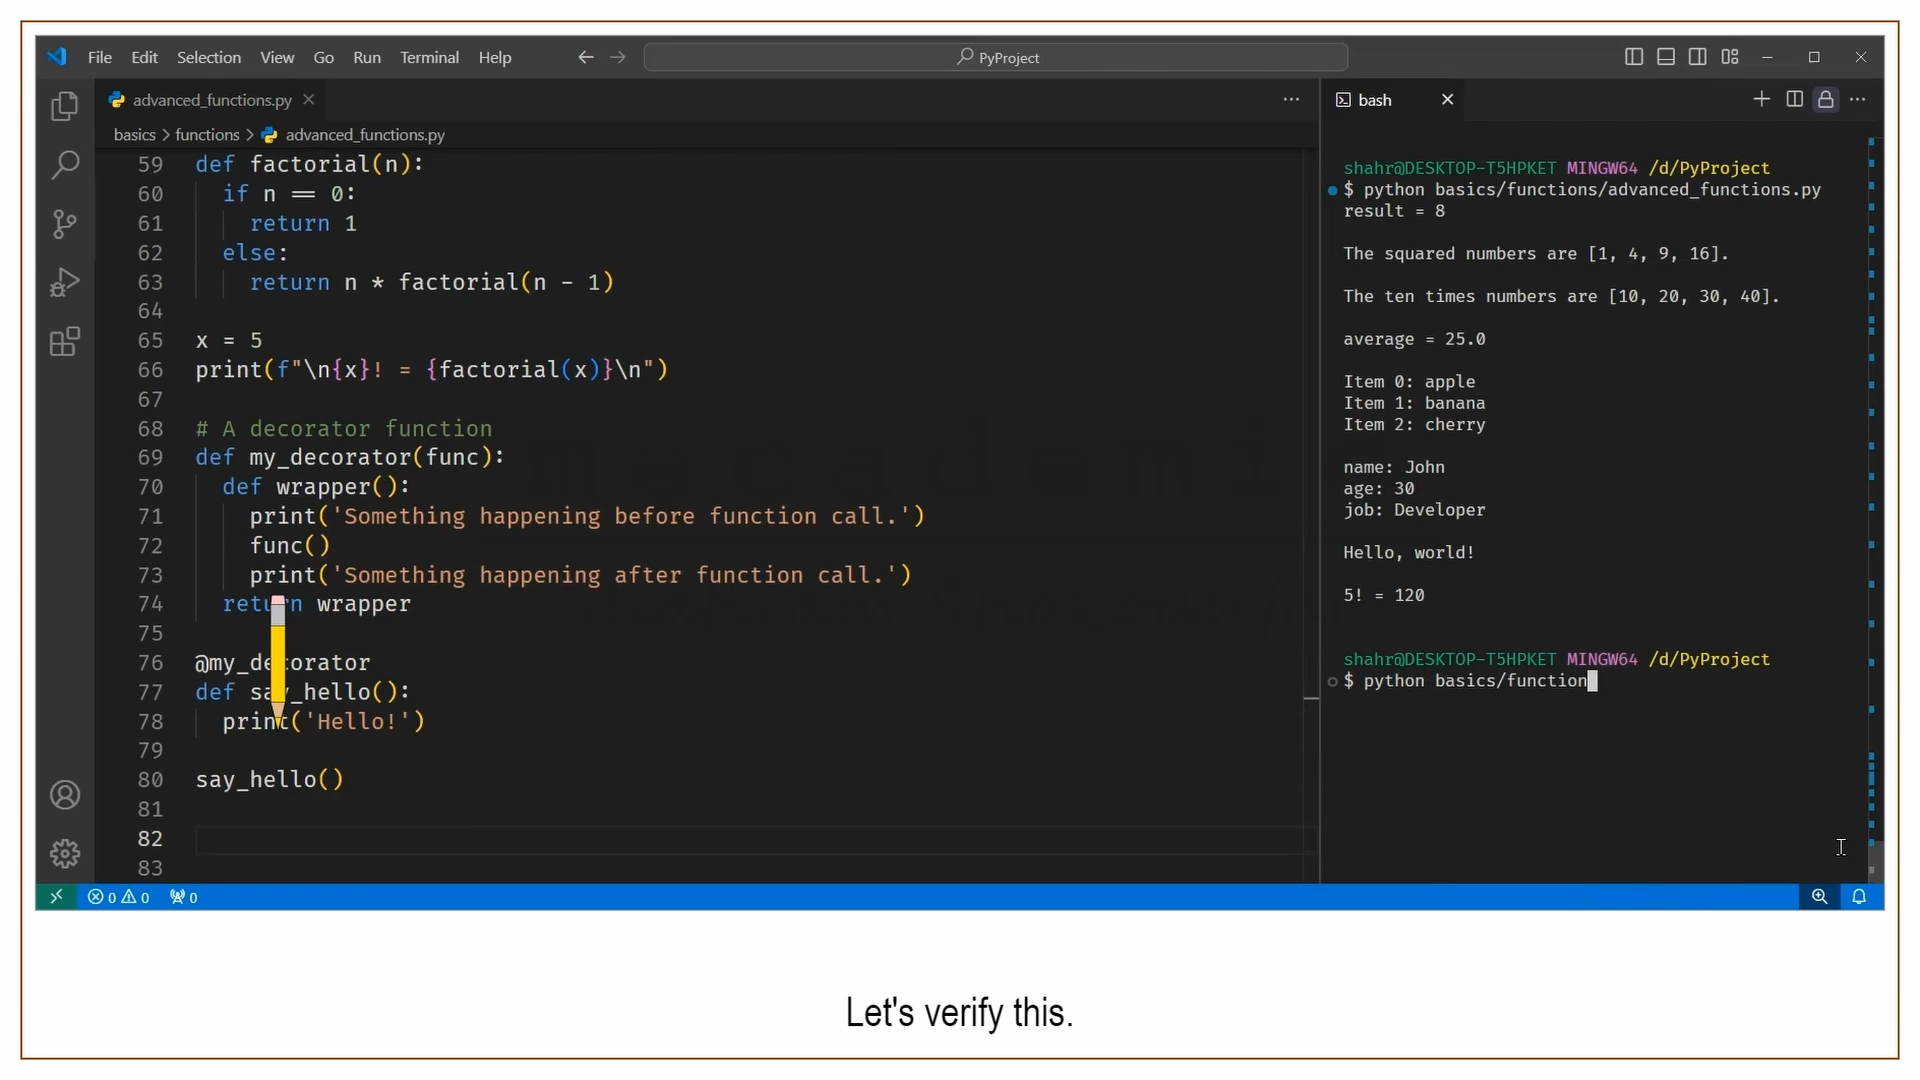 File Edit Selection View Go Run Terminal Help
PyProject
advanced_functions.py
basics > functions > advanced_functions.py
59 def factorial(n):
60 if n == 0:
61 return 1
62 else:
63 return n * factorial(n - 1)
64
65 x = 5
66 print(f"\n{x}! = {factorial(x)}\n")
67
68 # A decorator function
69 def my_decorator(func):
70 def wrapper():
71 print('Something happening before function call.')
72 func()
73 print('Something happening after function call.')
74 return wrapper
75
76 @my_decorator
77 def say_hello():
78 print('Hello!')
79
80 say_hello()
81
82
83
bash
shahr@DESKTOP-T5HPKET MINGW64 /d/PyProject
$ python basics/functions/advanced_functions.py
result = 8
The squared numbers are [1, 4, 9, 16].
The ten times numbers are [10, 20, 30, 40].
average = 25.0
Item 0: apple
Item 1: banana
Item 2: cherry
name: John
age: 30
job: Developer
Hello, world!
5! = 120
shahr@DESKTOP-T5HPKET MINGW64 /d/PyProject
$ python basics/function
0 0 0
Let's verify this.